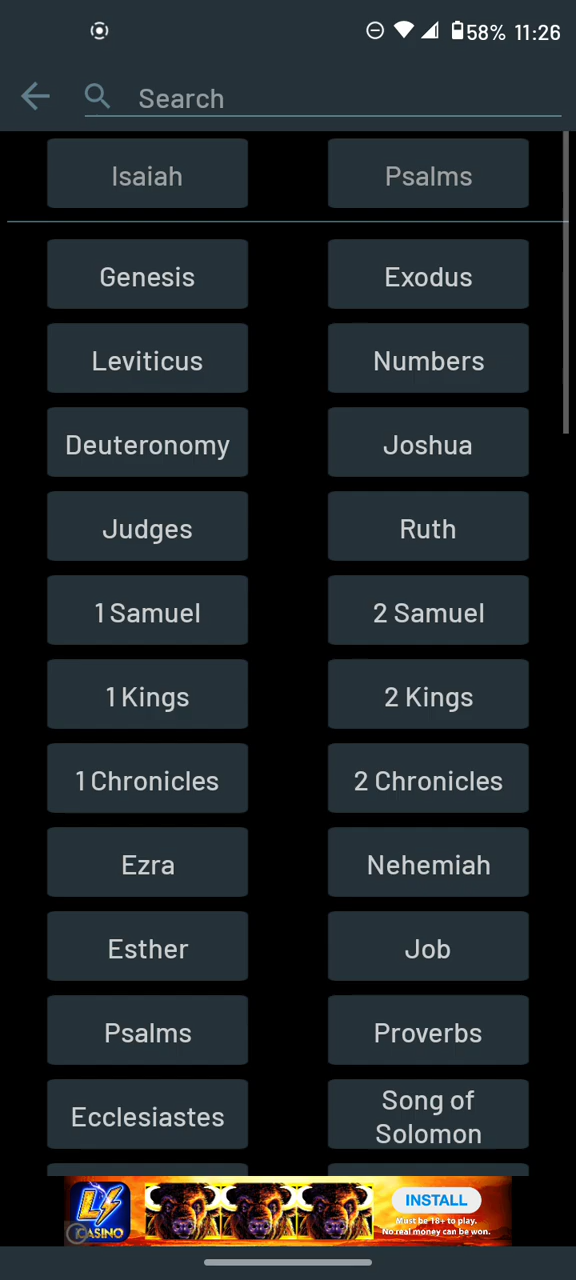 58% 11:26
Search
Isaiah
Psalms
Genesis
Exodus
Leviticus
Numbers
Deuteronomy
Joshua
Judges
Ruth
1 Samuel
2 Samuel
1 Kings
2 Kings
1 Chronicles
2 Chronicles
Ezra
Nehemiah
Esther
Job
Psalms
Proverbs
Ecclesiastes
Song of
Solomon
INSTALL
Must be 18+ to play.
No real money can be won.